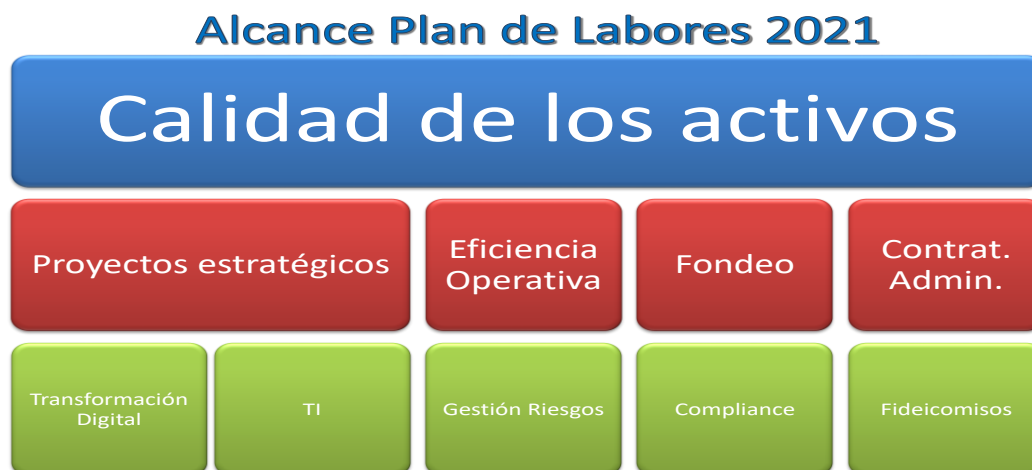 Alcance Plan de Labores 2021
Calidad de los activos
Proyectos estratégicos
Eficiencia
Operativa
Fondeo
Contrat.
Admin.
Transformación
Digital
TI
Gestión Riesgos
Compliance
Fideicomisos